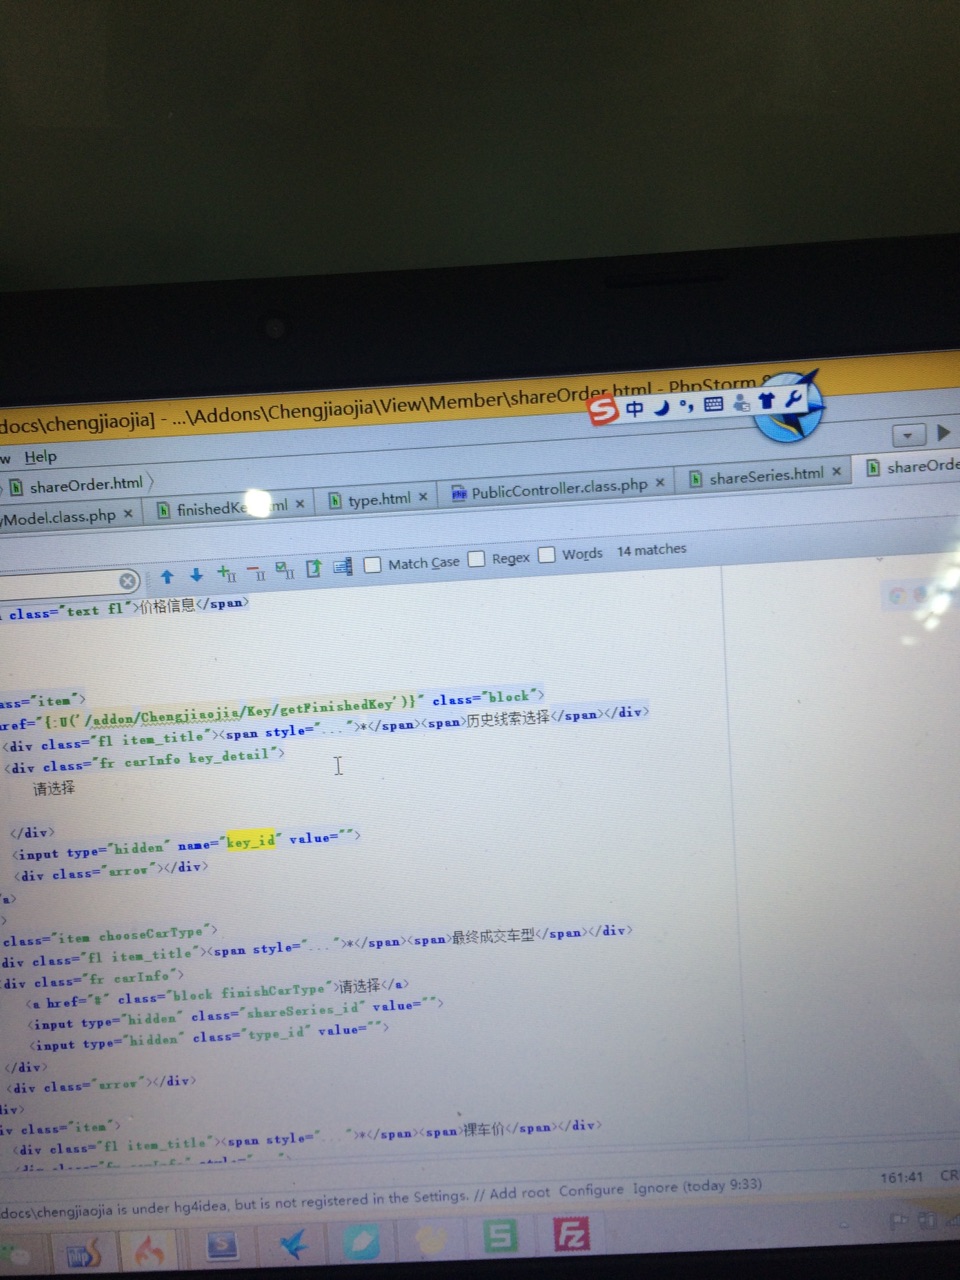 docs\chengjiaojia] - ...\Addons\Chengjiaojia\View\Member\shareOrder.html - PhpStorm
中
w Help
shareOrder.html
yModel.class.php finishedKe ml type.html PublicController.class.php shareSeries.html shareOrde
Match Case Regex Words 14 matches
class="text fl">价格信息</span>
ass="item">
ref="{:U('/addon/Chengjiaojia/Key/getFinishedKey')}" class="block">
<div class="fl item_title"><span style="...">*</span><span>历史线索选择</span></div>
<div class="fr carInfo key_detail">
请选择
</div>
<input type="hidden" name="key_id" value="">
<div class="arrow"></div>
a>
>
class="item chooseCarType">
div class="fl item_title"><span style="...">*</span><span>最终成交车型</span></div>
div class="fr carInfo">
<a href="#" class="block finishCarType">请选择</a>
<input type="hidden" class="shareSeries_id" value="">
<input type="hidden" class="type_id" value="">
</div>
<div class="arrow"></div>
div>
iv class="item">
<div class="fl item_title"><span style="...">*</span><span>裸车价</span></div>
docs\chengjiaojia is under hg4idea, but is not registered in the Settings. // Add root Configure Ignore (today 9:33)
161:41 CR